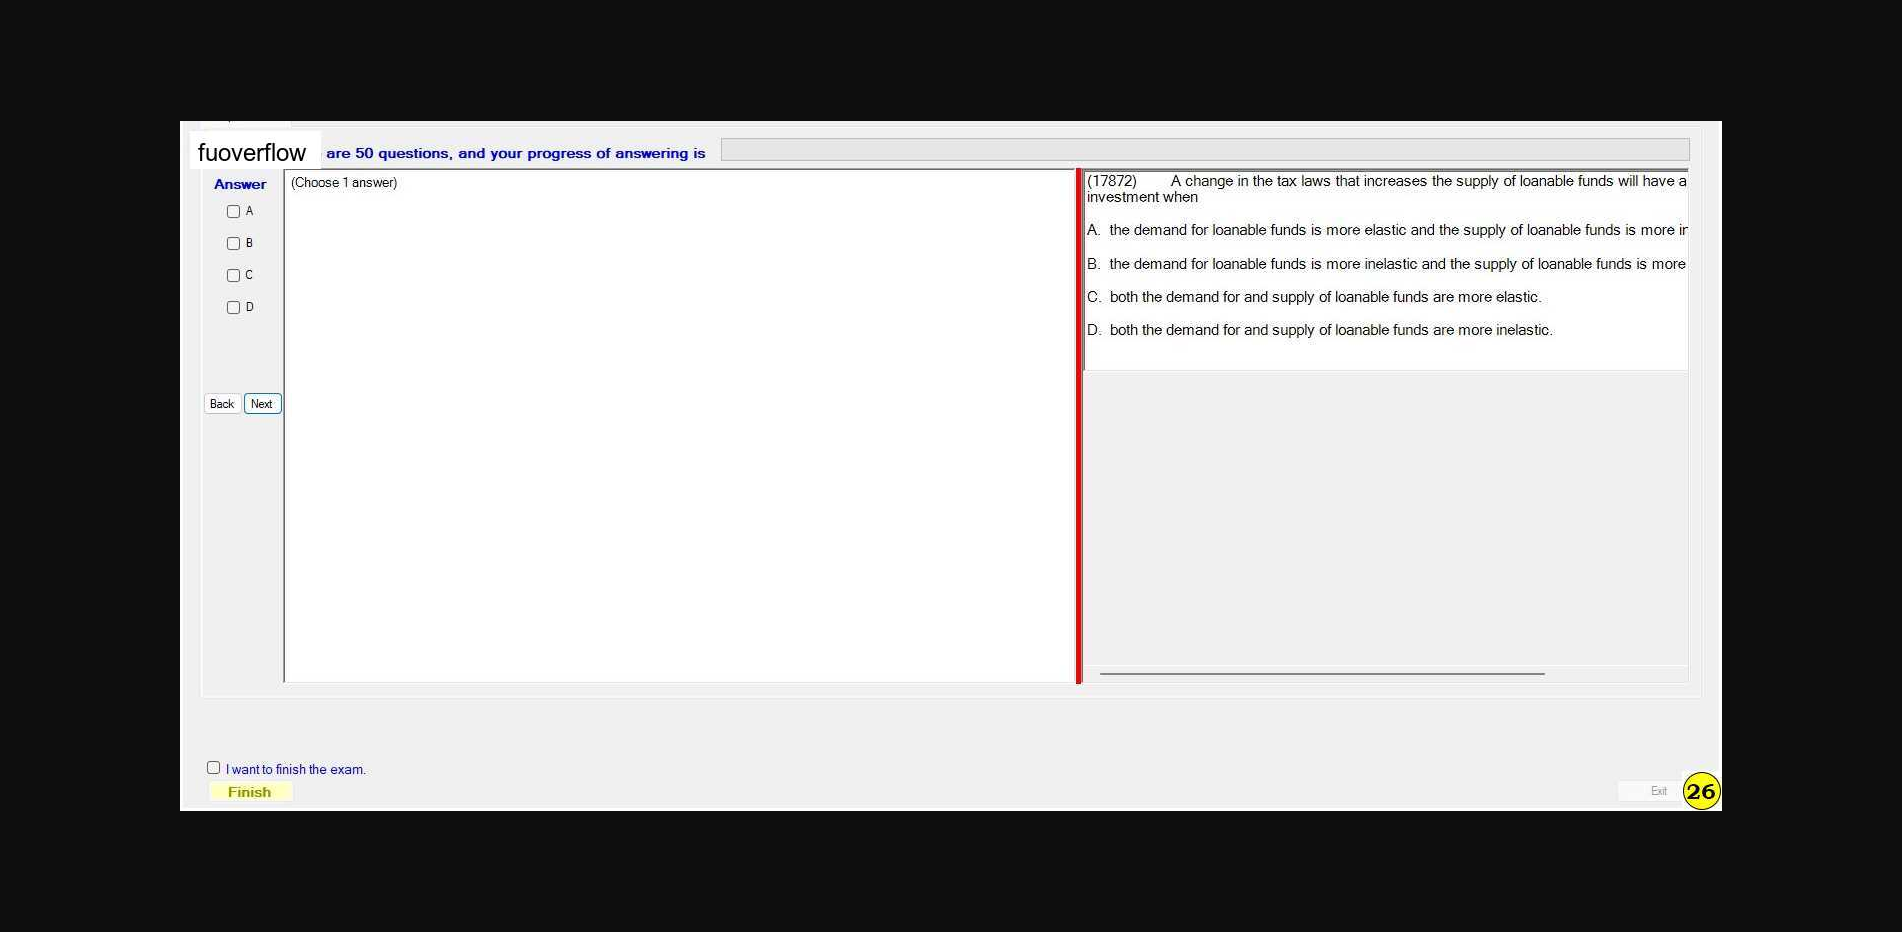 fuoverflow are 50 questions, and your progress of answering is
Answer
A
B
C
D
Back Next
(Choose 1 answer)
(17872) A change in the tax laws that increases the supply of loanable funds will have a
investment when
A. the demand for loanable funds is more elastic and the supply of loanable funds is more
B. the demand for loanable funds is more inelastic and the supply of loanable funds is more
C. both the demand for and supply of loanable funds are more elastic.
D. both the demand for and supply of loanable funds are more inelastic.
I want to finish the exam.
Finish
Exit
26